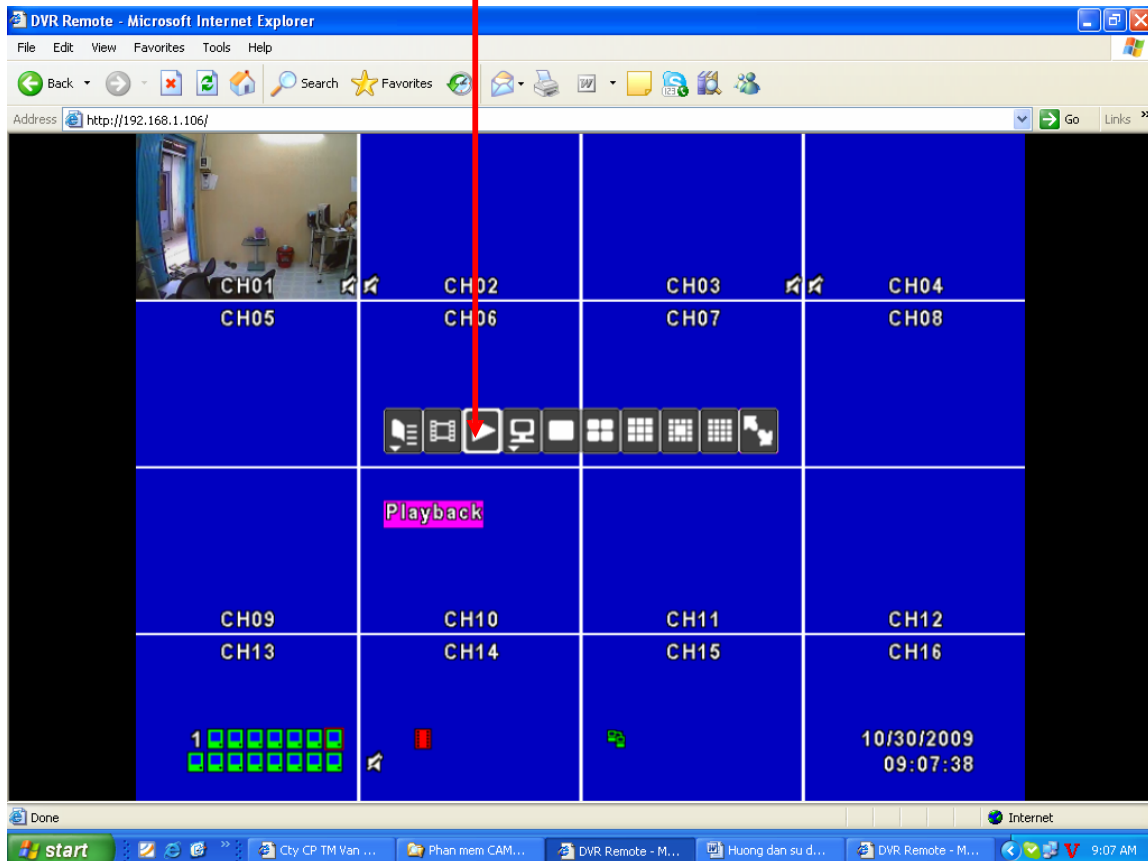 DVR Remote - Microsoft Internet Explorer
File Edit View Favorites Tools Help
Back Search Favorites
Address http://192.168.1.106/ Go Links »
CH01 CH02 CH03 CH04
CH05 CH06 CH07 CH08
Playback
CH09 CH10 CH11 CH12
CH13 CH14 CH15 CH16
1
10/30/2009
09:07:38
Done Internet
start » Cty CP TM Van ... Phan mem CAM... DVR Remote - M... Huong dan su d... DVR Remote - M... V 9:07 AM